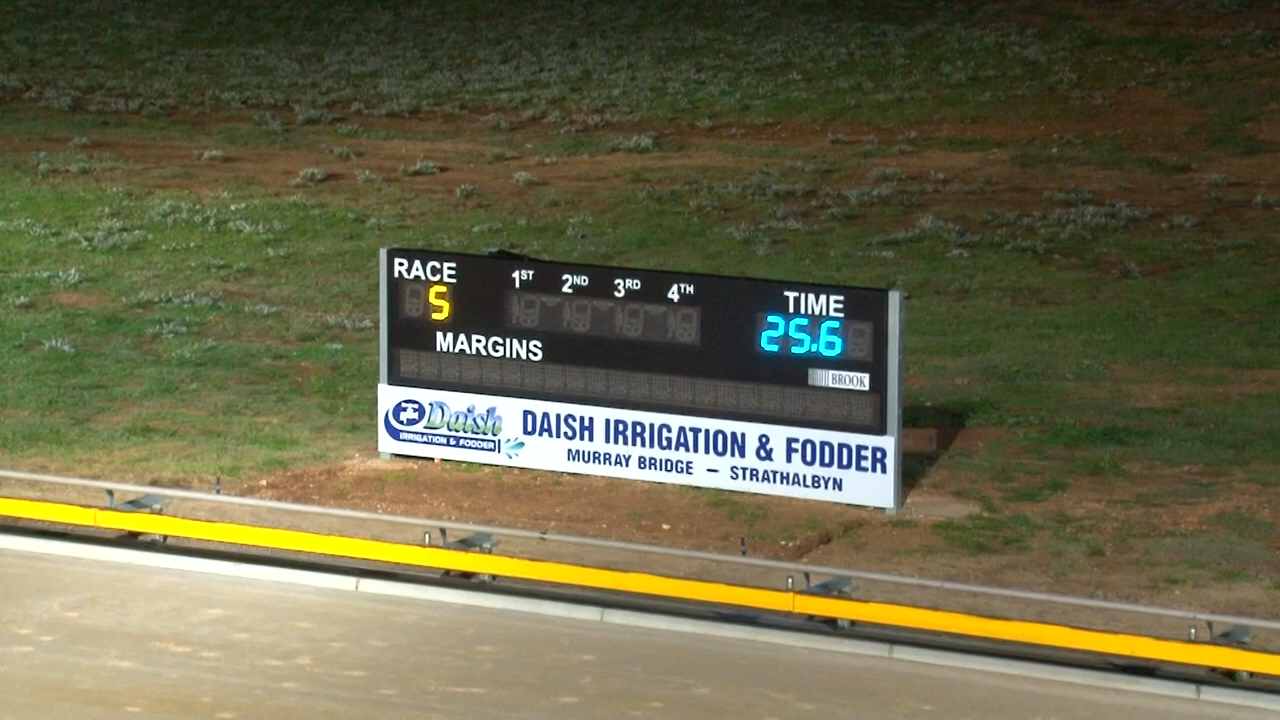 RACE 1ST 2ND 3RD 4TH TIME
5 25.6
MARGINS
BROOK
Daish
IRRIGATION & FODDER
DAISH IRRIGATION & FODDER
MURRAY BRIDGE – STRATHALBYN